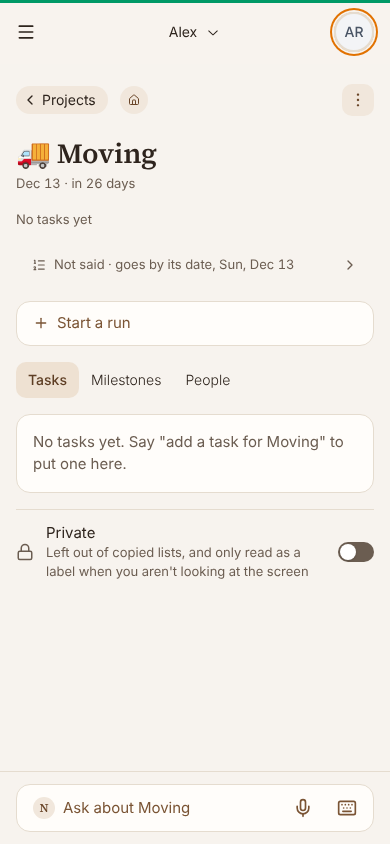 Alex
AR
Projects
🚚 Moving
Dec 13 · in 26 days
No tasks yet
Not said · goes by its date, Sun, Dec 13
Start a run
Tasks
Milestones
People
No tasks yet. Say "add a task for Moving" to
put one here.
Private
Left out of copied lists, and only read as a
label when you aren't looking at the screen
N
Ask about Moving